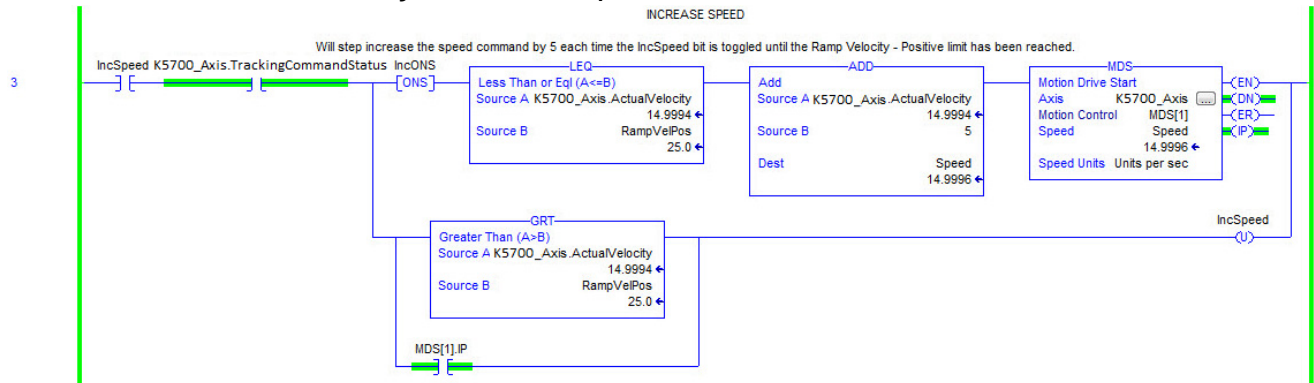 INCREASE SPEED
Will step increase the speed command by 5 each time the IncSpeed bit is toggled until the Ramp Velocity - Positive limit has been reached.
3
IncSpeed K5700_Axis.TrackingCommandStatus IncONS
ONS
LEQ
Less Than or Eql (A<=B)
Source A K5700_Axis.ActualVelocity
14.9994
Source B RampVelPos
25.0
ADD
Add
Source A K5700_Axis.ActualVelocity
14.9994
Source B 5
Dest Speed
14.9996
MDS
Motion Drive Start
Axis K5700_Axis ...
Motion Control MDS[1]
Speed Speed
14.9996
Speed Units Units per sec
(EN)
(DN)
(ER)
(IP)
GRT
Greater Than (A>B)
Source A K5700_Axis.ActualVelocity
14.9994
Source B RampVelPos
25.0
IncSpeed
U
MDS[1].IP